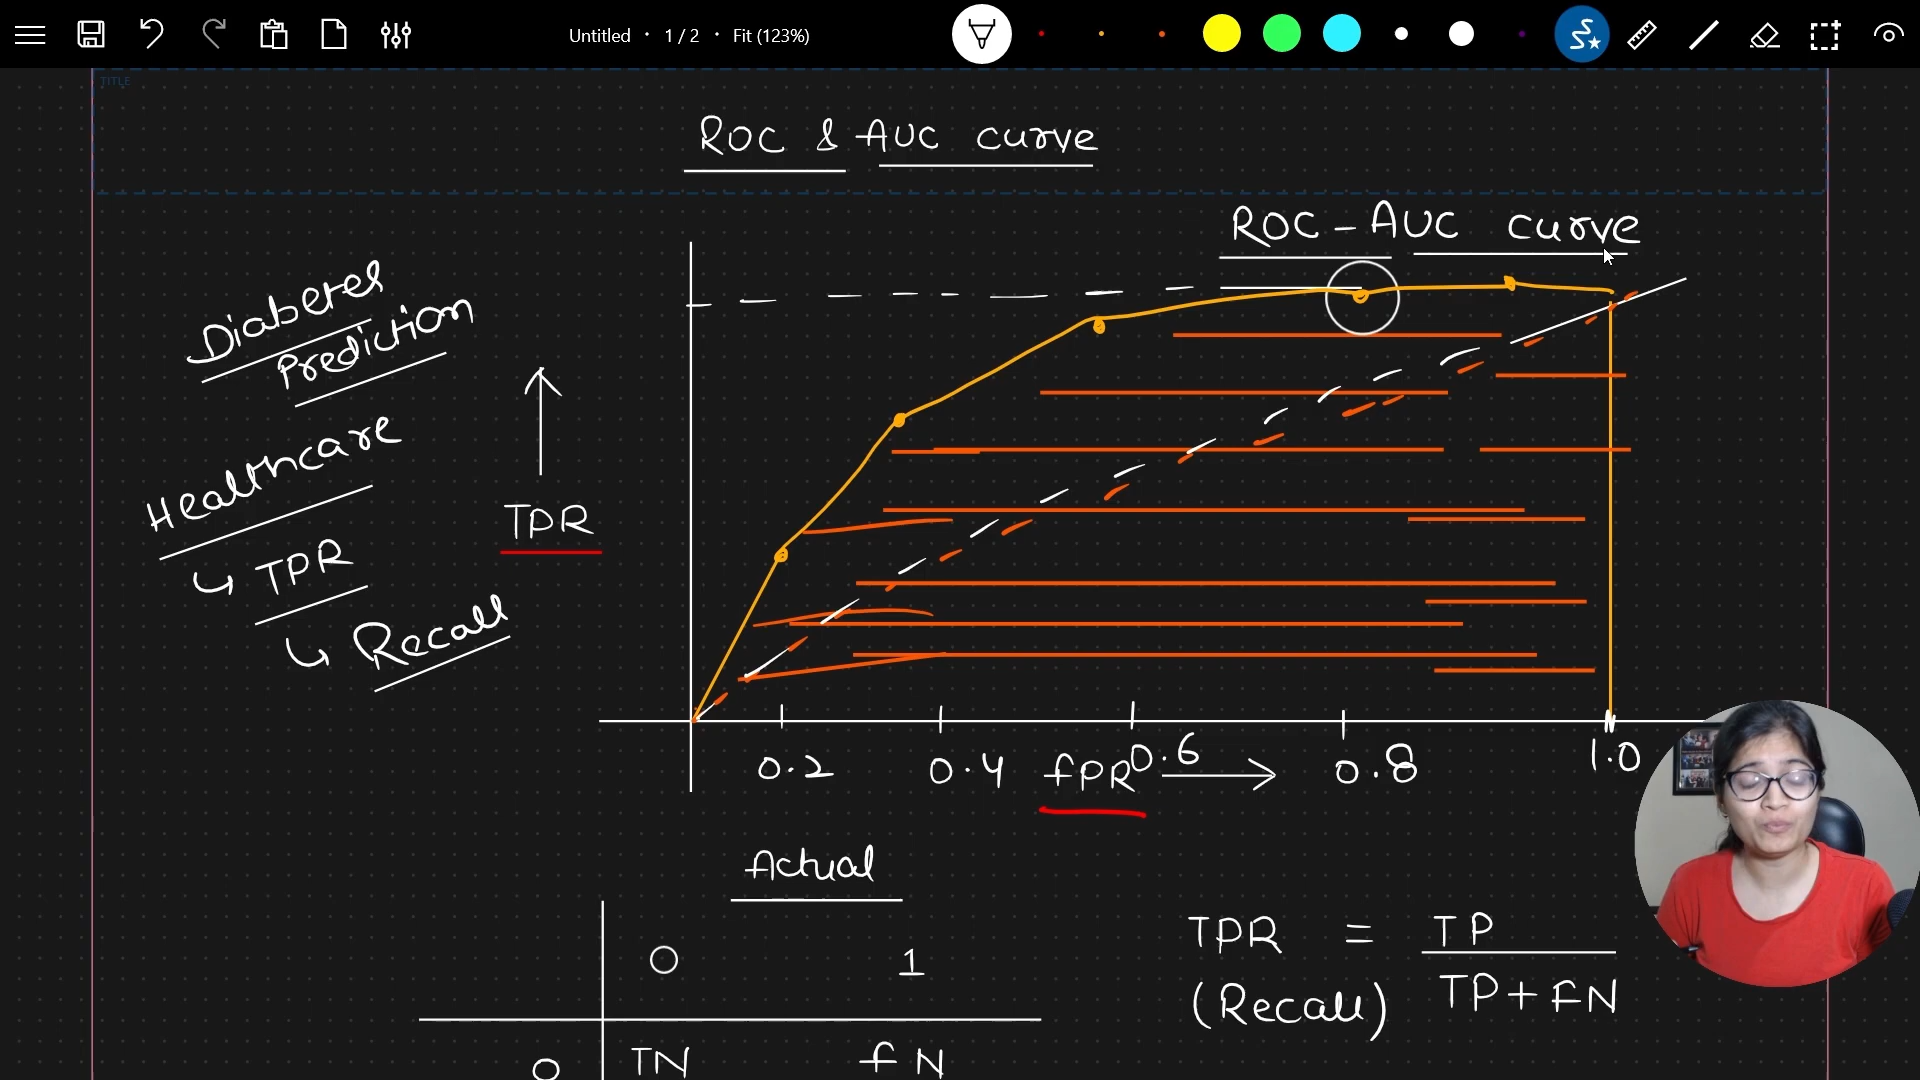 Untitled • 1 / 2 • Fit (123%)
TITLE
ROC & AUC curve
ROC - AUC curve
Diabetes
Prediction
Healthcare
↳ TPR
↳ Recall
TPR
0.2 0.4 0.6 0.8 1.0
fPR
Actual
0 1
0 TN fN
TPR = TP
TP + FN
(Recall)